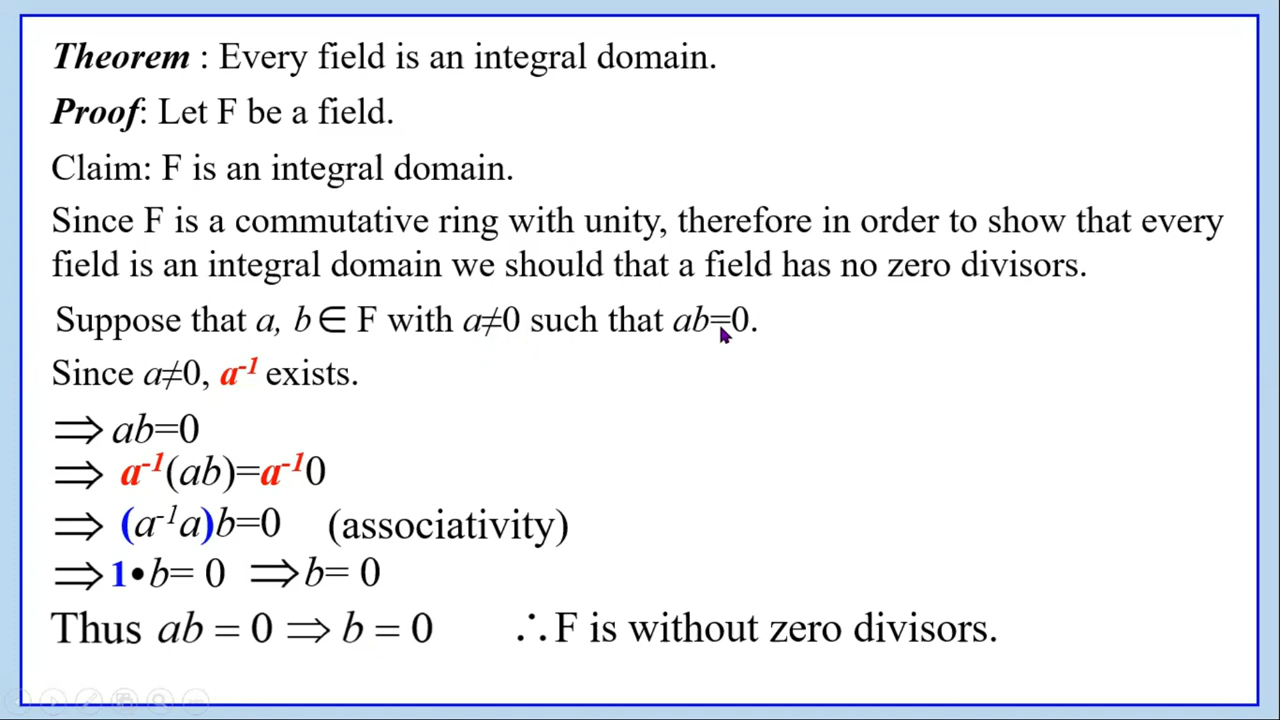 Theorem : Every field is an integral domain.
Proof: Let F be a field.
Claim: F is an integral domain.
Since F is a commutative ring with unity, therefore in order to show that every
field is an integral domain we should that a field has no zero divisors.
Suppose that a, b∈ F with a≠0 such that ab=0.
Since a≠0, a⁻¹ exists.
⟹ ab=0
⟹ a⁻¹(ab)=a⁻¹0
⟹ (a⁻¹a)b=0 (associativity)
⟹1•b= 0 ⟹b= 0
Thus ab = 0 ⟹ b = 0 ∴F is without zero divisors.